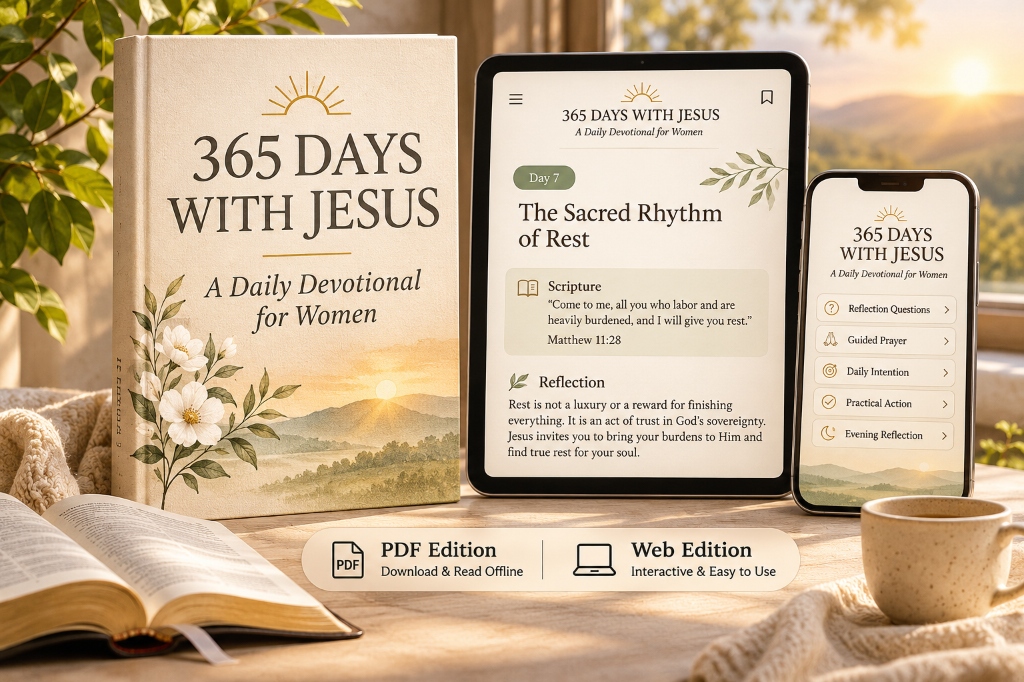 365 DAYS
WITH JESUS
A Daily Devotional
for Women
365 DAYS WITH JESUS
A Daily Devotional for Women
Day 7
The Sacred Rhythm
of Rest
Scripture
“Come to me, all you who labor and are
heavily burdened, and I will give you rest.”
Matthew 11:28
Reflection
Rest is not a luxury or a reward for finishing
everything. It is an act of trust in God's sovereignty.
Jesus invites you to bring your burdens to Him and
find true rest for your soul.
365 DAYS
WITH JESUS
A Daily Devotional for Women
Reflection Questions
Guided Prayer
Daily Intention
Practical Action
Evening Reflection
PDF
PDF Edition
Download & Read Offline
Web Edition
Interactive & Easy to Use